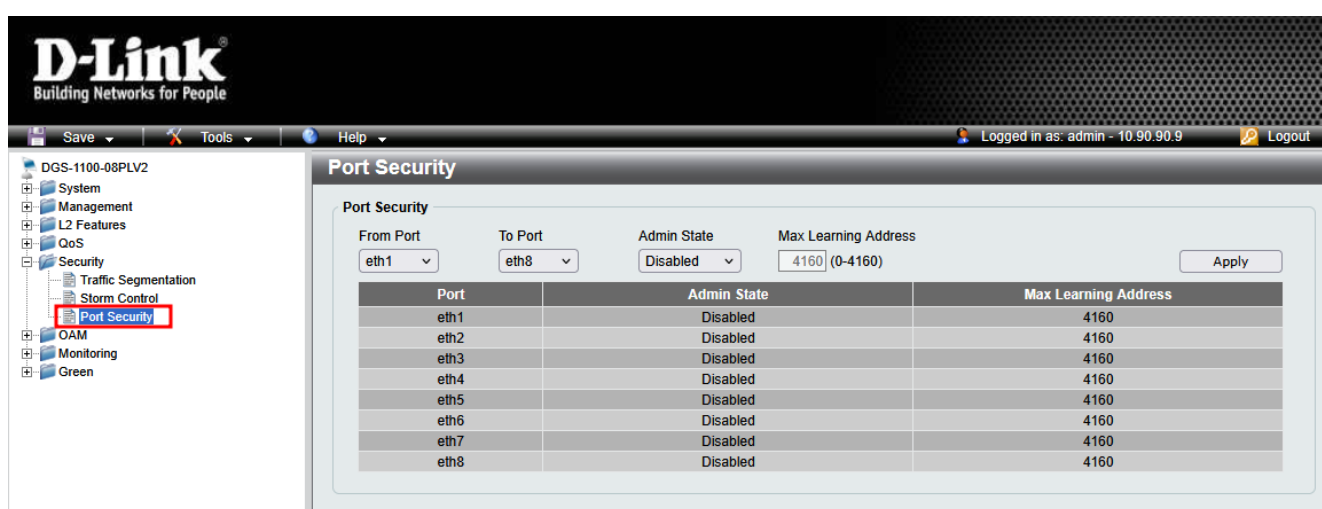 D-Link®
Building Networks for People
Save Tools Help Logged in as: admin - 10.90.90.9 Logout
DGS-1100-08PLV2
System
Management
L2 Features
QoS
Security
Traffic Segmentation
Storm Control
Port Security
OAM
Monitoring
Green
Port Security
Port Security
From Port To Port Admin State Max Learning Address
eth1 eth8 Disabled 4160 (0-4160) Apply
Port Admin State Max Learning Address
eth1 Disabled 4160
eth2 Disabled 4160
eth3 Disabled 4160
eth4 Disabled 4160
eth5 Disabled 4160
eth6 Disabled 4160
eth7 Disabled 4160
eth8 Disabled 4160